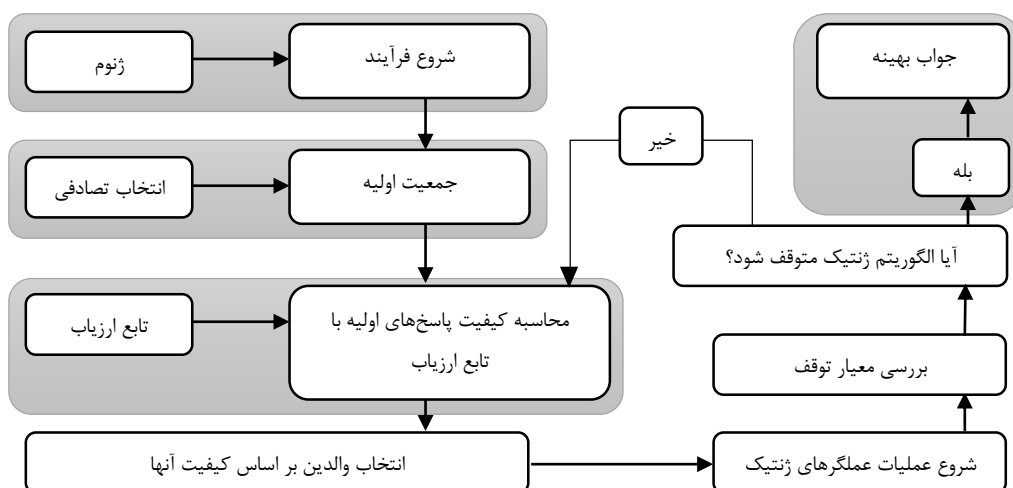 شروع فرآیند
ژنوم
جواب بهینه
خیر
بله
جمعیت اولیه
انتخاب تصادفی
آیا الگوریتم ژنتیک متوقف شود؟
محاسبه کیفیت پاسخ‌های اولیه با
تابع ارزیاب
تابع ارزیاب
بررسی معیار توقف
انتخاب والدین بر اساس کیفیت آنها
شروع عملیات عملگرهای ژنتیک